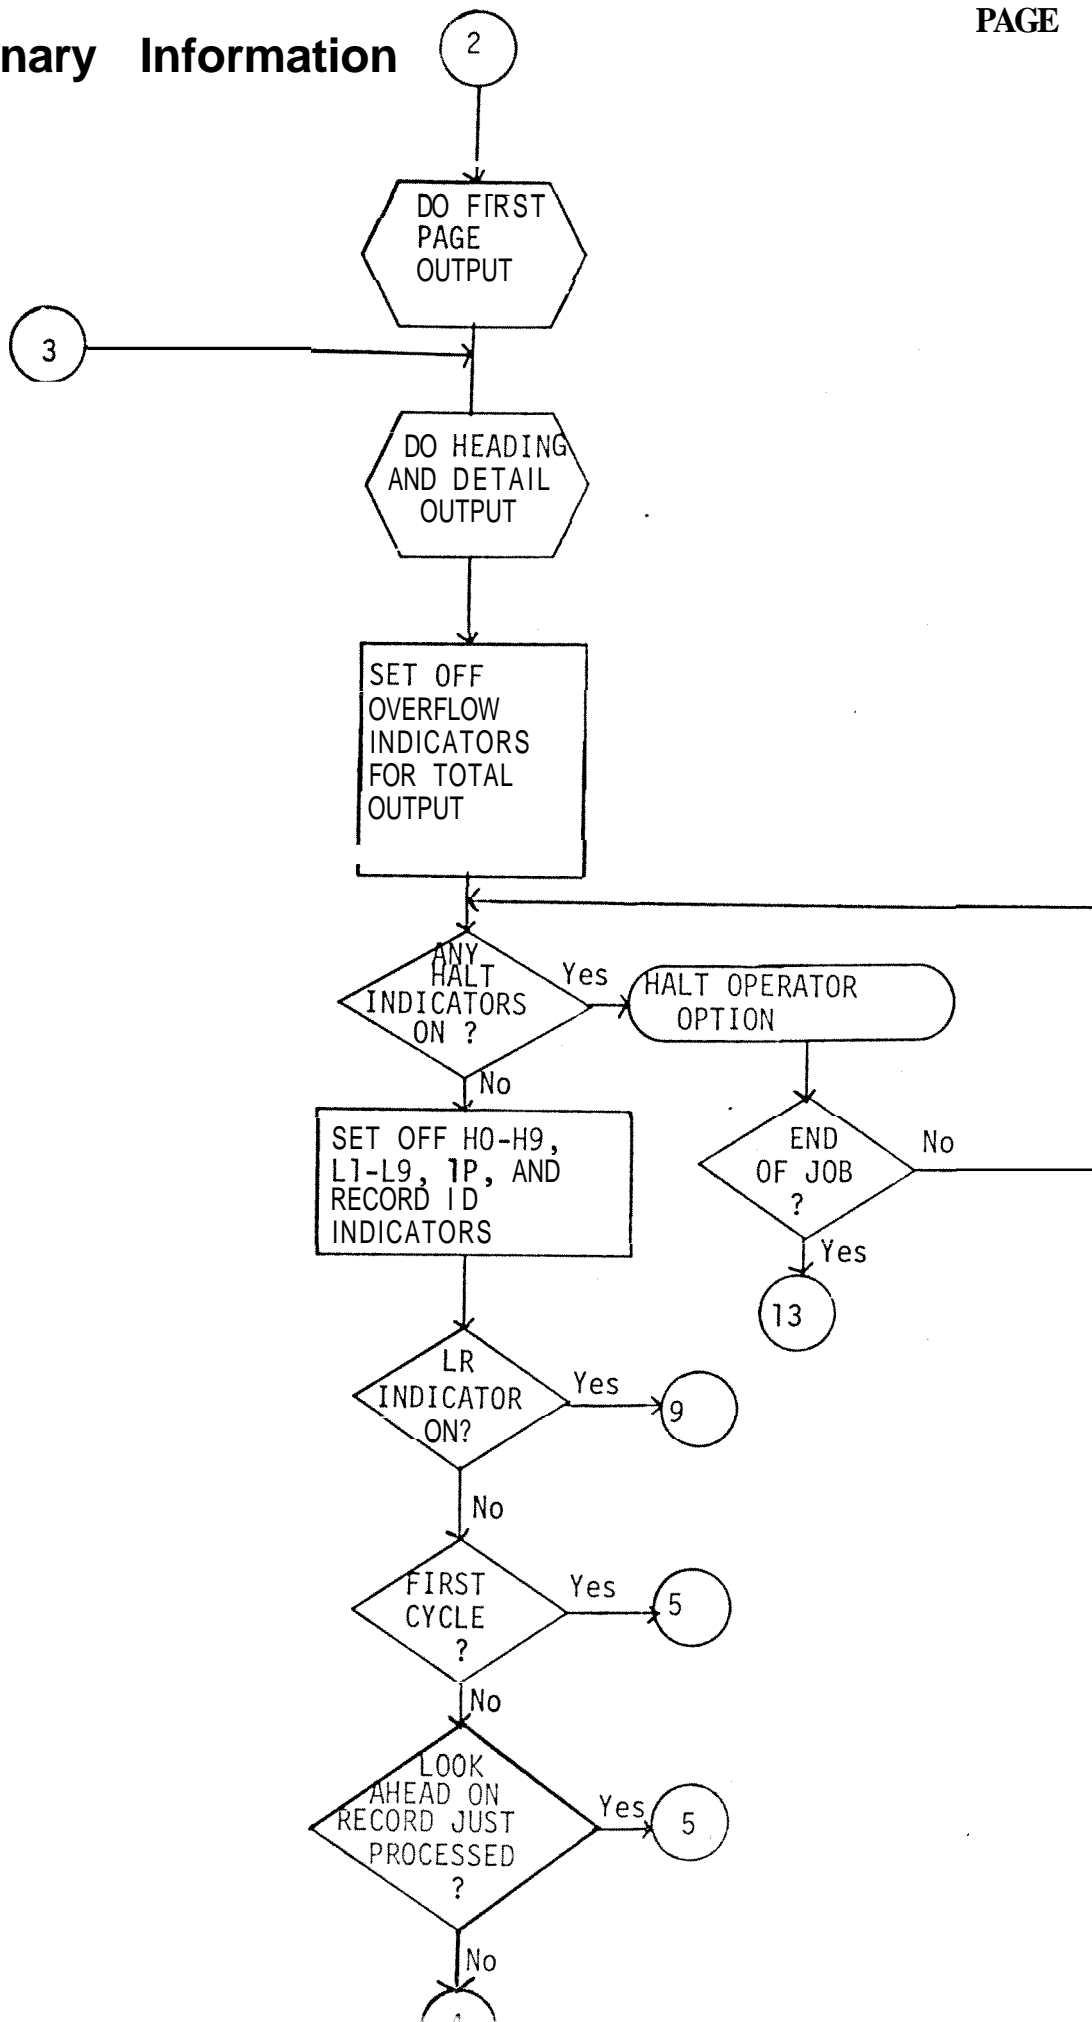 PAGE
nary Information
2
DO FIRST
PAGE
OUTPUT
3
DO HEADING
AND DETAIL
OUTPUT
SET OFF
OVERFLOW
INDICATORS
FOR TOTAL
OUTPUT
ANY
HALT
INDICATORS
ON ?
Yes
HALT OPERATOR
OPTION
No
END
OF JOB
?
No
Yes
13
SET OFF H0-H9,
L1-L9, 1P, AND
RECORD ID
INDICATORS
LR
INDICATOR
ON?
Yes
9
No
FIRST
CYCLE
?
Yes
5
No
LOOK
AHEAD ON
RECORD JUST
PROCESSED
?
Yes
5
No